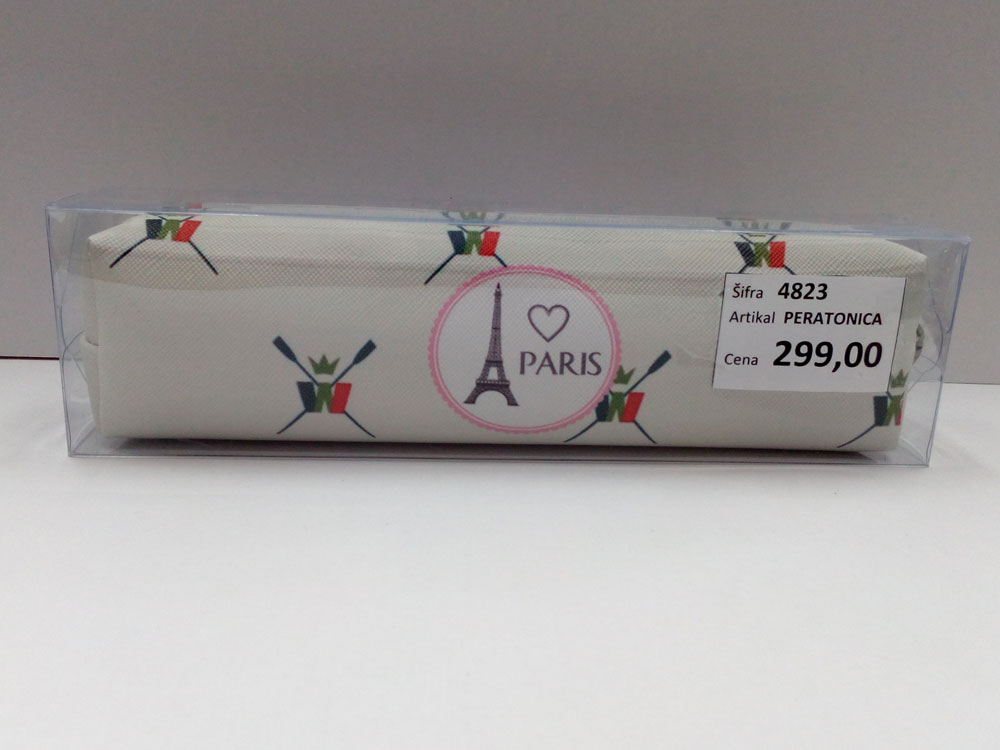 ♡
PARIS
Šifra 4823
Artikal PERATONICA
Cena 299,00